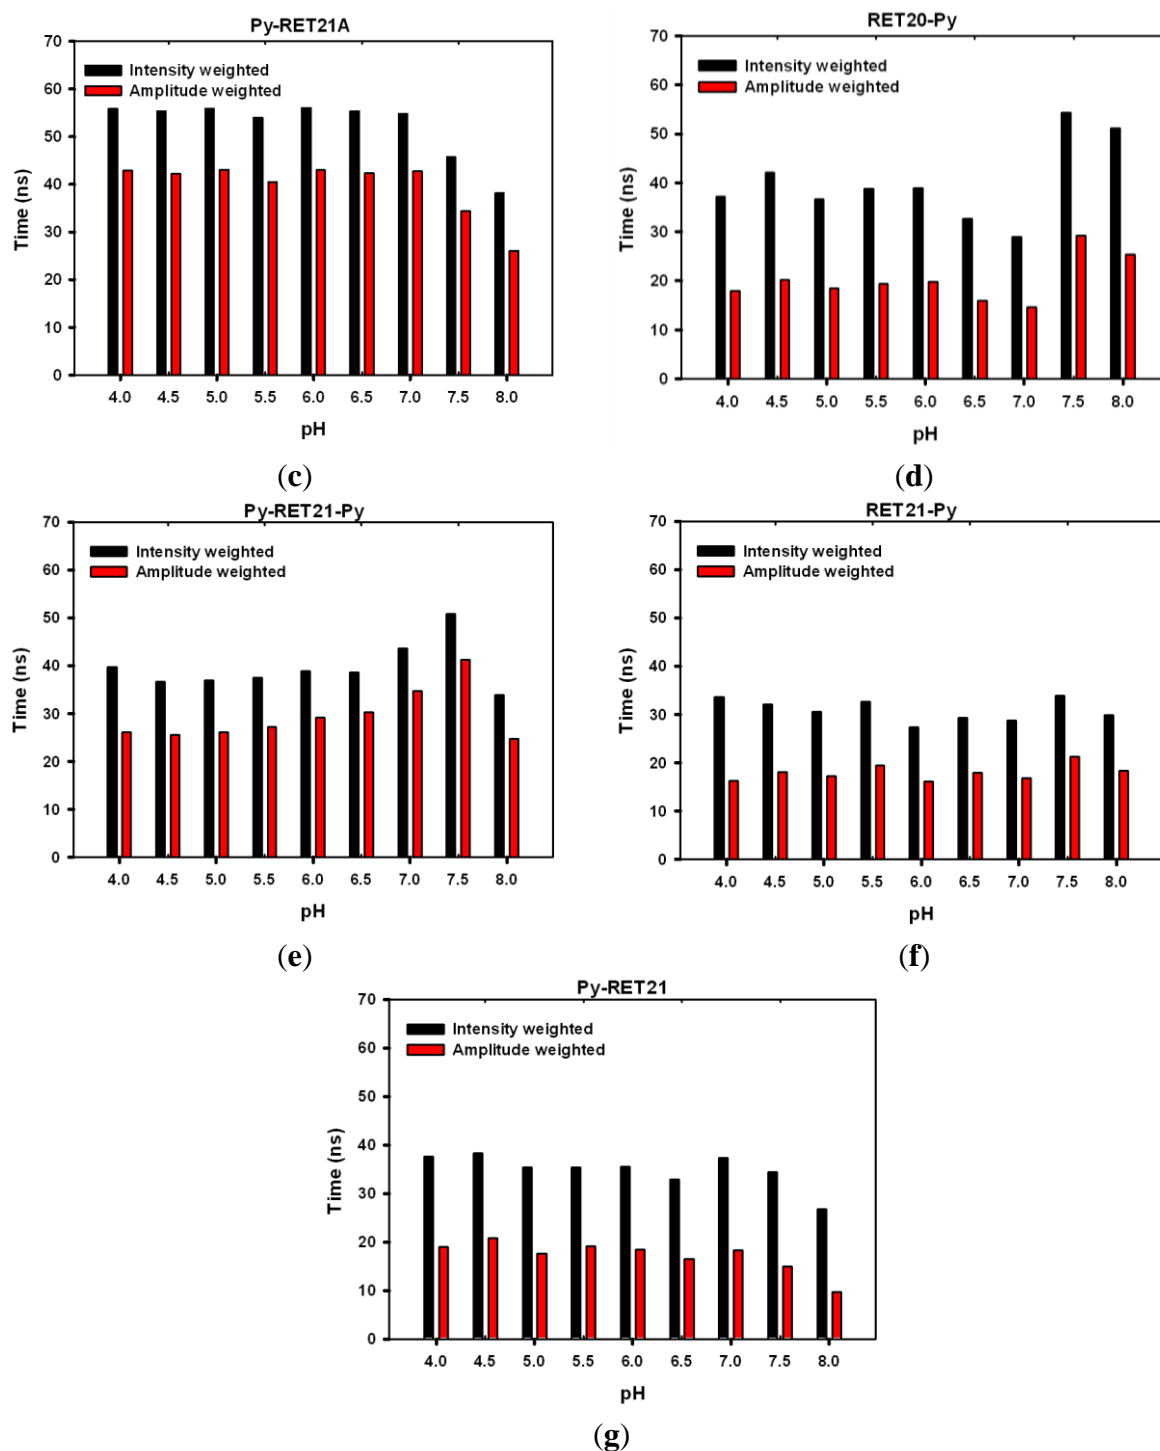 Py-RET21A
70
60
50
40
30
20
10
0
Time (ns)
Intensity weighted
Amplitude weighted
4.0 4.5 5.0 5.5 6.0 6.5 7.0 7.5 8.0
pH
(c)
RET20-Py
70
60
50
40
30
20
10
0
Time (ns)
Intensity weighted
Amplitude weighted
4.0 4.5 5.0 5.5 6.0 6.5 7.0 7.5 8.0
pH
(d)
Py-RET21-Py
70
60
50
40
30
20
10
0
Time (ns)
Intensity weighted
Amplitude weighted
4.0 4.5 5.0 5.5 6.0 6.5 7.0 7.5 8.0
pH
(e)
RET21-Py
70
60
50
40
30
20
10
0
Time (ns)
Intensity weighted
Amplitude weighted
4.0 4.5 5.0 5.5 6.0 6.5 7.0 7.5 8.0
pH
(f)
Py-RET21
70
60
50
40
30
20
10
0
Time (ns)
Intensity weighted
Amplitude weighted
4.0 4.5 5.0 5.5 6.0 6.5 7.0 7.5 8.0
pH
(g)